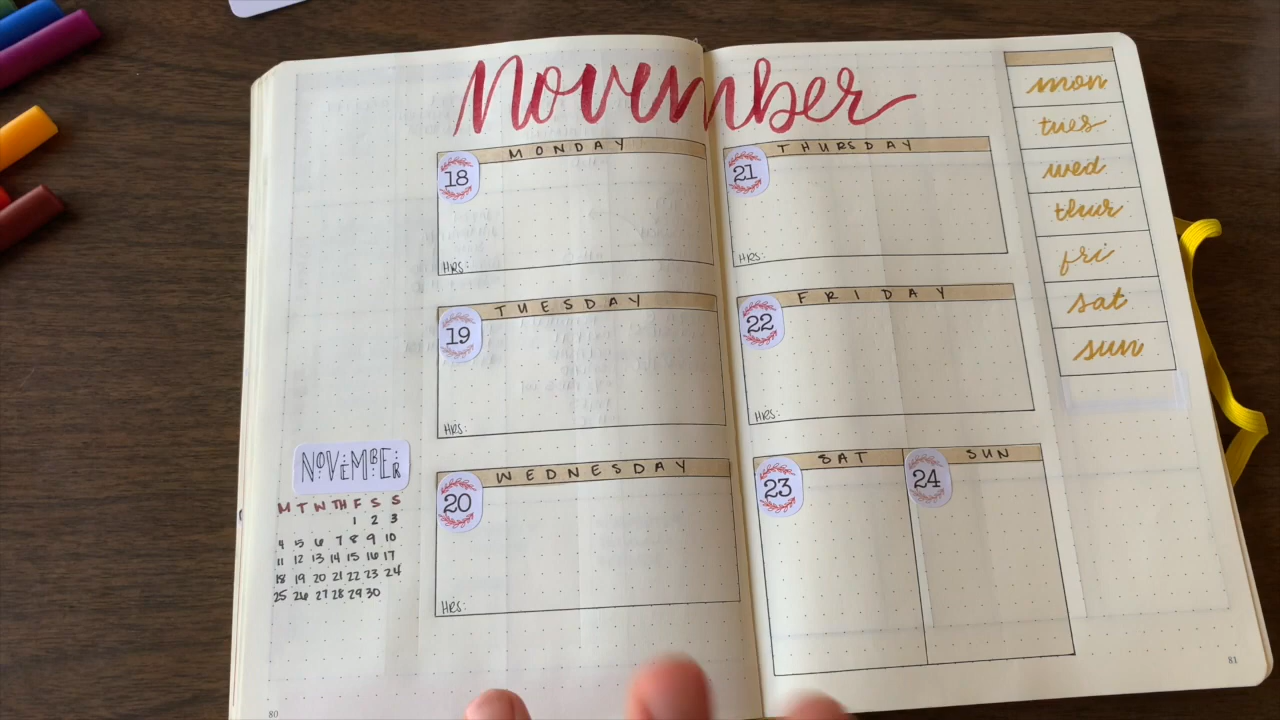 November
MONDAY
18
HRS:
TUESDAY
19
HRS:
WEDNESDAY
20
HRS:
NOVEMBER
M T W TH F S S
1 2 3
4 5 6 7 8 9 10
11 12 13 14 15 16 17
18 19 20 21 22 23 24
25 26 27 28 29 30
80
THURSDAY
21
HRS:
FRIDAY
22
HRS:
SAT
23
SUN
24
mon
tues
wed
thur
fri
sat
sun
81